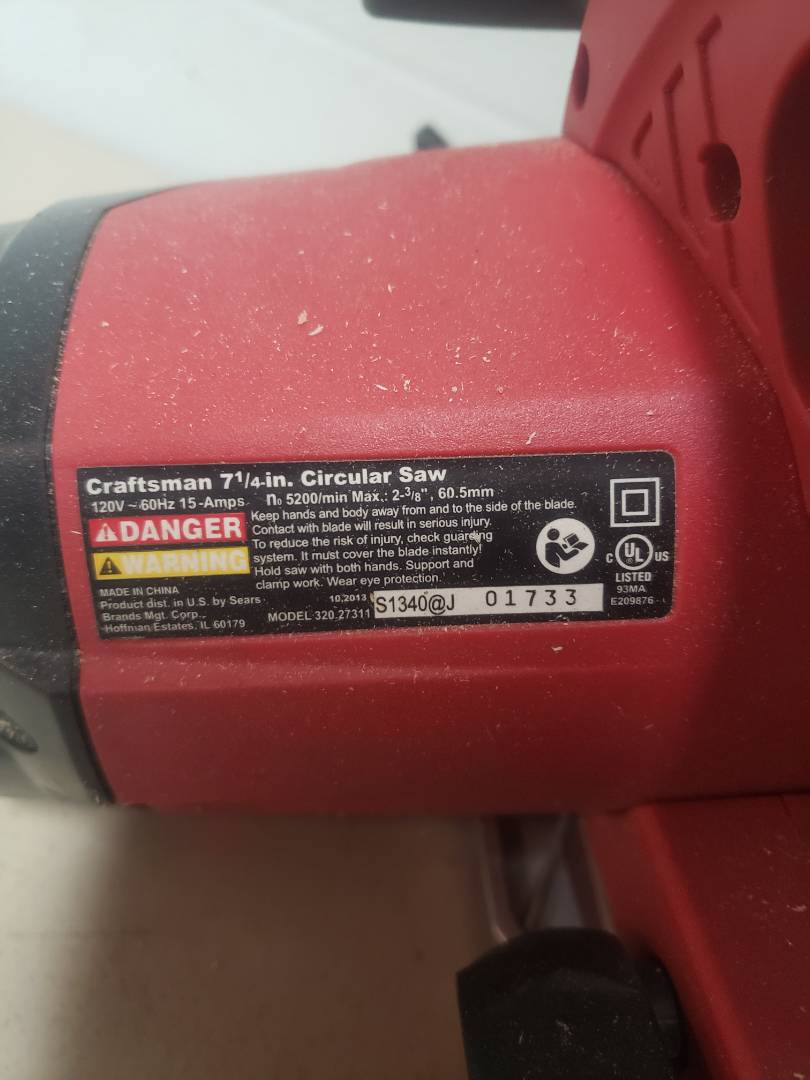 Craftsman 7¹/4-in. Circular Saw
120V ~ 60Hz 15-Amps n₀ 5200/min Max.: 2-³/8", 60.5mm
DANGER
WARNING
Keep hands and body away from and to the side of the blade.
Contact with blade will result in serious injury.
To reduce the risk of injury, check guarding
system. It must cover the blade instantly!
Hold saw with both hands. Support and
clamp work. Wear eye protection.
MADE IN CHINA
Product dist. in U.S. by Sears
Brands Mgt. Corp.,
Hoffman Estates, IL 60179
10,2013
MODEL 320.27311
S1340@J 01733
C UL US
LISTED
93MA
E209876